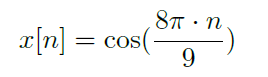 x[n] = cos(8π · n / 9)